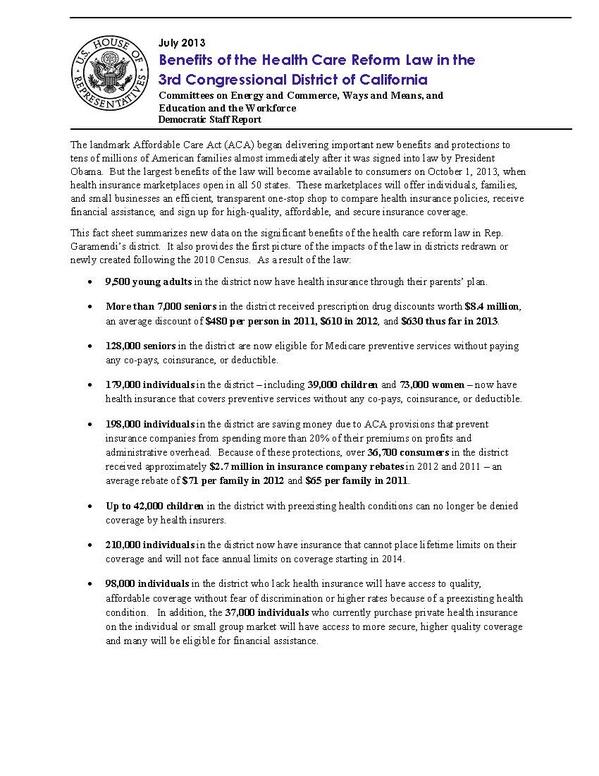 U.S. HOUSE OF REPRESENTATIVES
July 2013
Benefits of the Health Care Reform Law in the
3rd Congressional District of California
Committees on Energy and Commerce, Ways and Means, and
Education and the Workforce
Democratic Staff Report
The landmark Affordable Care Act (ACA) began delivering important new benefits and protections to
tens of millions of American families almost immediately after it was signed into law by President
Obama.  But the largest benefits of the law will become available to consumers on October 1, 2013, when
health insurance marketplaces open in all 50 states.  These marketplaces will offer individuals, families,
and small businesses an efficient, transparent one-stop shop to compare health insurance policies, receive
financial assistance, and sign up for high-quality, affordable, and secure insurance coverage.
This fact sheet summarizes new data on the significant benefits of the health care reform law in Rep.
Garamendi’s district.  It also provides the first picture of the impacts of the law in districts redrawn or
newly created following the 2010 Census.  As a result of the law:
• 9,500 young adults in the district now have health insurance through their parents’ plan.
• More than 7,000 seniors in the district received prescription drug discounts worth $8.4 million,
an average discount of $480 per person in 2011, $610 in 2012, and $630 thus far in 2013.
• 128,000 seniors in the district are now eligible for Medicare preventive services without paying
any co-pays, coinsurance, or deductible.
• 179,000 individuals in the district – including 39,000 children and 73,000 women – now have
health insurance that covers preventive services without any co-pays, coinsurance, or deductible.
• 198,000 individuals in the district are saving money due to ACA provisions that prevent
insurance companies from spending more than 20% of their premiums on profits and
administrative overhead.  Because of these protections, over 36,700 consumers in the district
received approximately $2.7 million in insurance company rebates in 2012 and 2011 – an
average rebate of $71 per family in 2012 and $65 per family in 2011.
• Up to 42,000 children in the district with preexisting health conditions can no longer be denied
coverage by health insurers.
• 210,000 individuals in the district now have insurance that cannot place lifetime limits on their
coverage and will not face annual limits on coverage starting in 2014.
• 98,000 individuals in the district who lack health insurance will have access to quality,
affordable coverage without fear of discrimination or higher rates because of a preexisting health
condition.  In addition, the 37,000 individuals who currently purchase private health insurance
on the individual or small group market will have access to more secure, higher quality coverage
and many will be eligible for financial assistance.